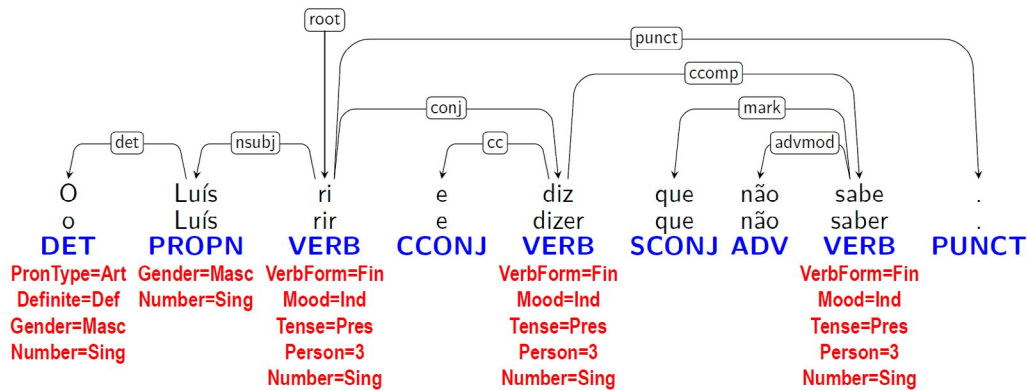 root
punct
ccomp
conj mark
det nsubj cc advmod
O Luís ri e diz que não sabe .
o Luís rir e dizer que não saber .
DET PROPN VERB CCONJ VERB SCONJ ADV VERB PUNCT
PronType=Art Gender=Masc VerbForm=Fin VerbForm=Fin VerbForm=Fin
Definite=Def Number=Sing Mood=Ind Mood=Ind Mood=Ind
Gender=Masc Tense=Pres Tense=Pres Tense=Pres
Number=Sing Person=3 Person=3 Person=3
Number=Sing Number=Sing Number=Sing